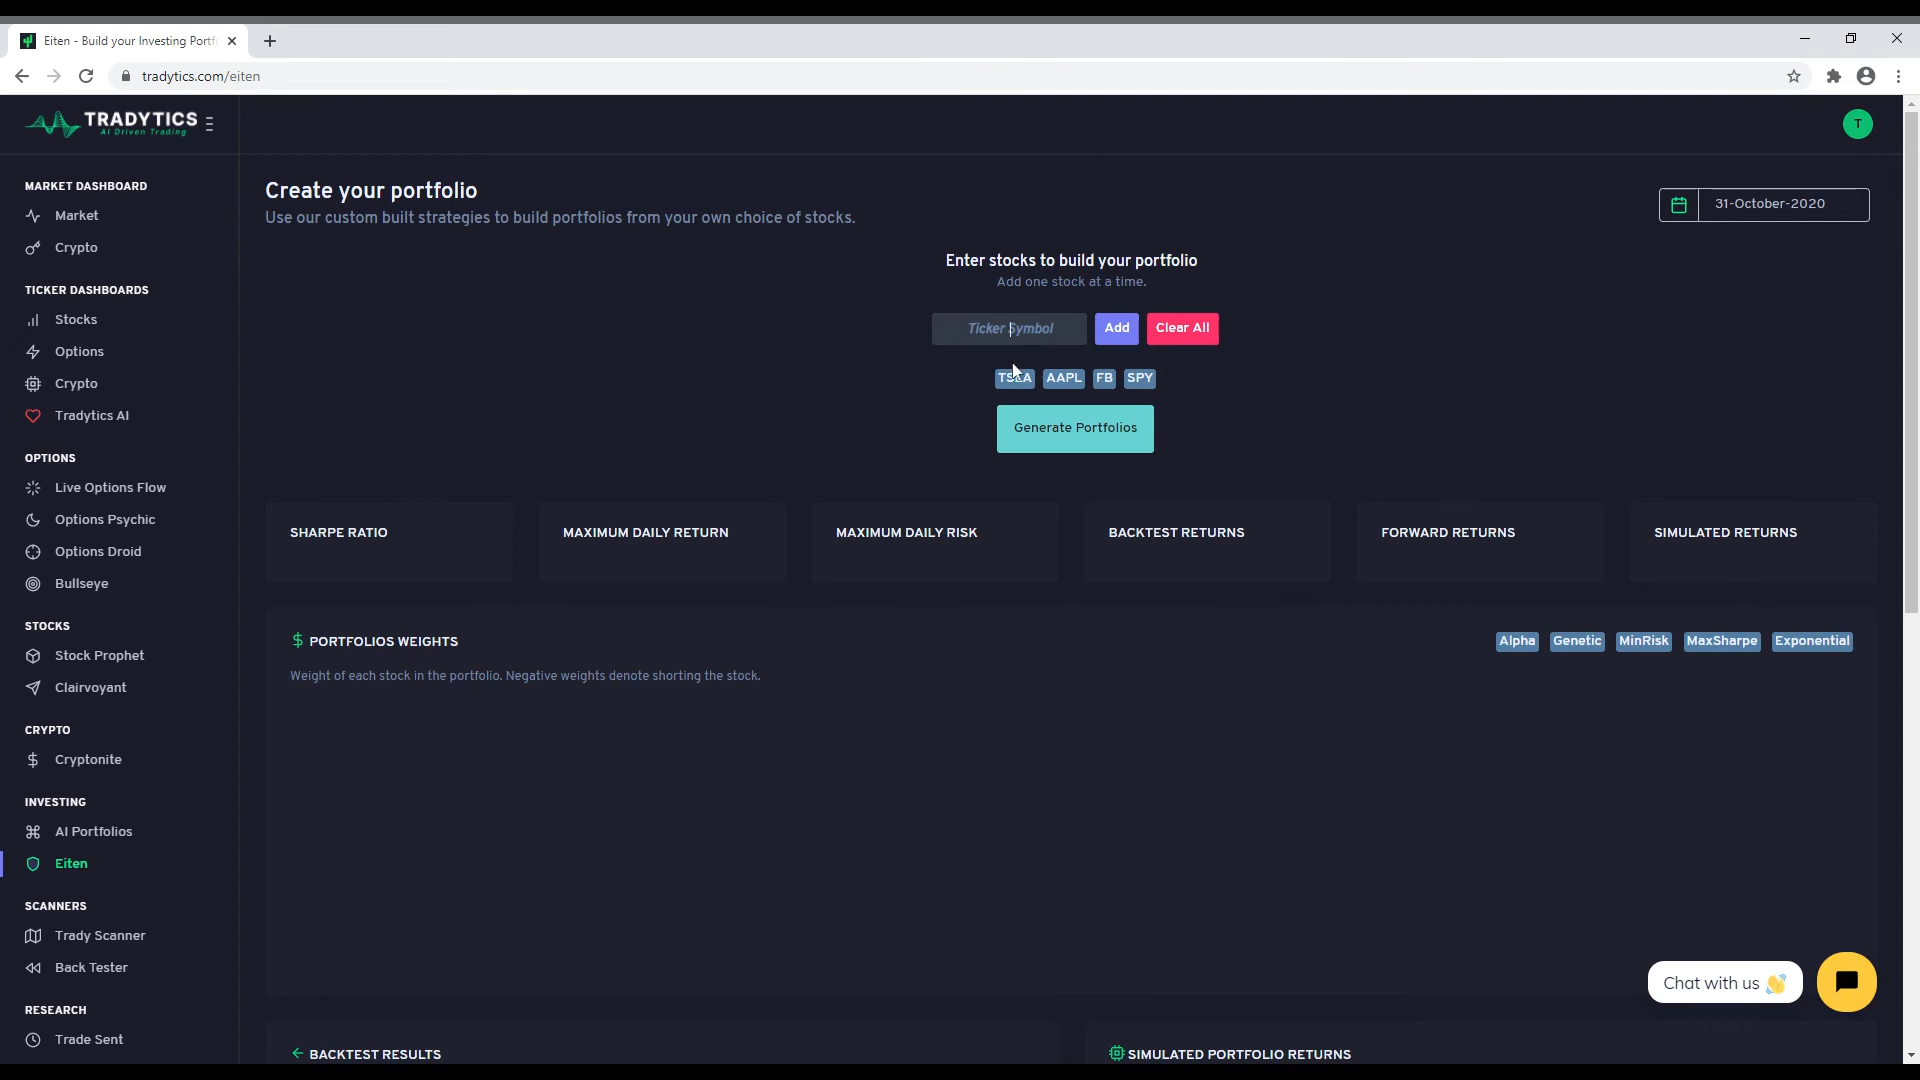 Eiten - Build your Investing Portf
tradytics.com/eiten
TRADYTICS
AI Driven Trading
T
MARKET DASHBOARD
Market
Crypto
TICKER DASHBOARDS
Stocks
Options
Crypto
Tradytics AI
OPTIONS
Live Options Flow
Options Psychic
Options Droid
Bullseye
STOCKS
Stock Prophet
Clairvoyant
CRYPTO
Cryptonite
INVESTING
AI Portfolios
Eiten
SCANNERS
Trady Scanner
Back Tester
RESEARCH
Trade Sent
Create your portfolio
Use our custom built strategies to build portfolios from your own choice of stocks.
31-October-2020
Enter stocks to build your portfolio
Add one stock at a time.
Ticker Symbol Add Clear All
TSLA AAPL FB SPY
Generate Portfolios
SHARPE RATIO MAXIMUM DAILY RETURN MAXIMUM DAILY RISK BACKTEST RETURNS FORWARD RETURNS SIMULATED RETURNS
$ PORTFOLIOS WEIGHTS
Alpha Genetic MinRisk MaxSharpe Exponential
Weight of each stock in the portfolio. Negative weights denote shorting the stock.
BACKTEST RESULTS
SIMULATED PORTFOLIO RETURNS
Chat with us 👋